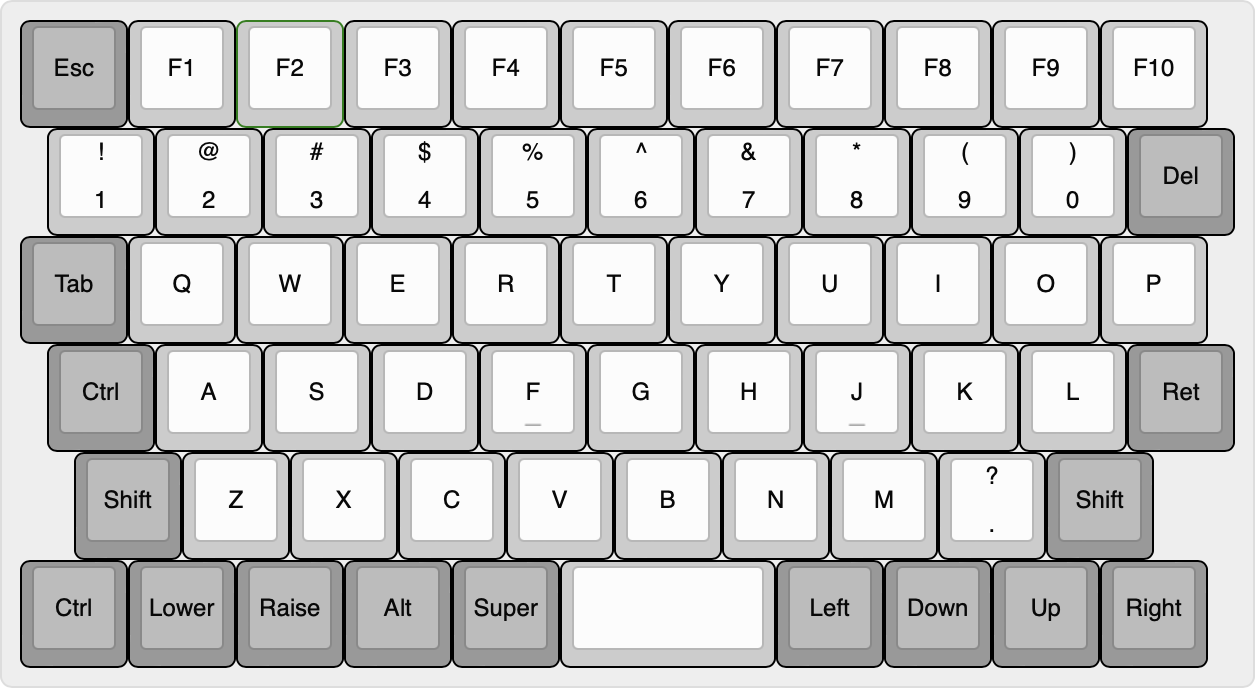 Esc F1 F2 F3 F4 F5 F6 F7 F8 F9 F10
! @ # $ % ^ & * ( ) Del
1 2 3 4 5 6 7 8 9 0
Tab Q W E R T Y U I O P
Ctrl A S D F G H J K L Ret
_ _
Shift Z X C V B N M ? Shift
.
Ctrl Lower Raise Alt Super Left Down Up Right